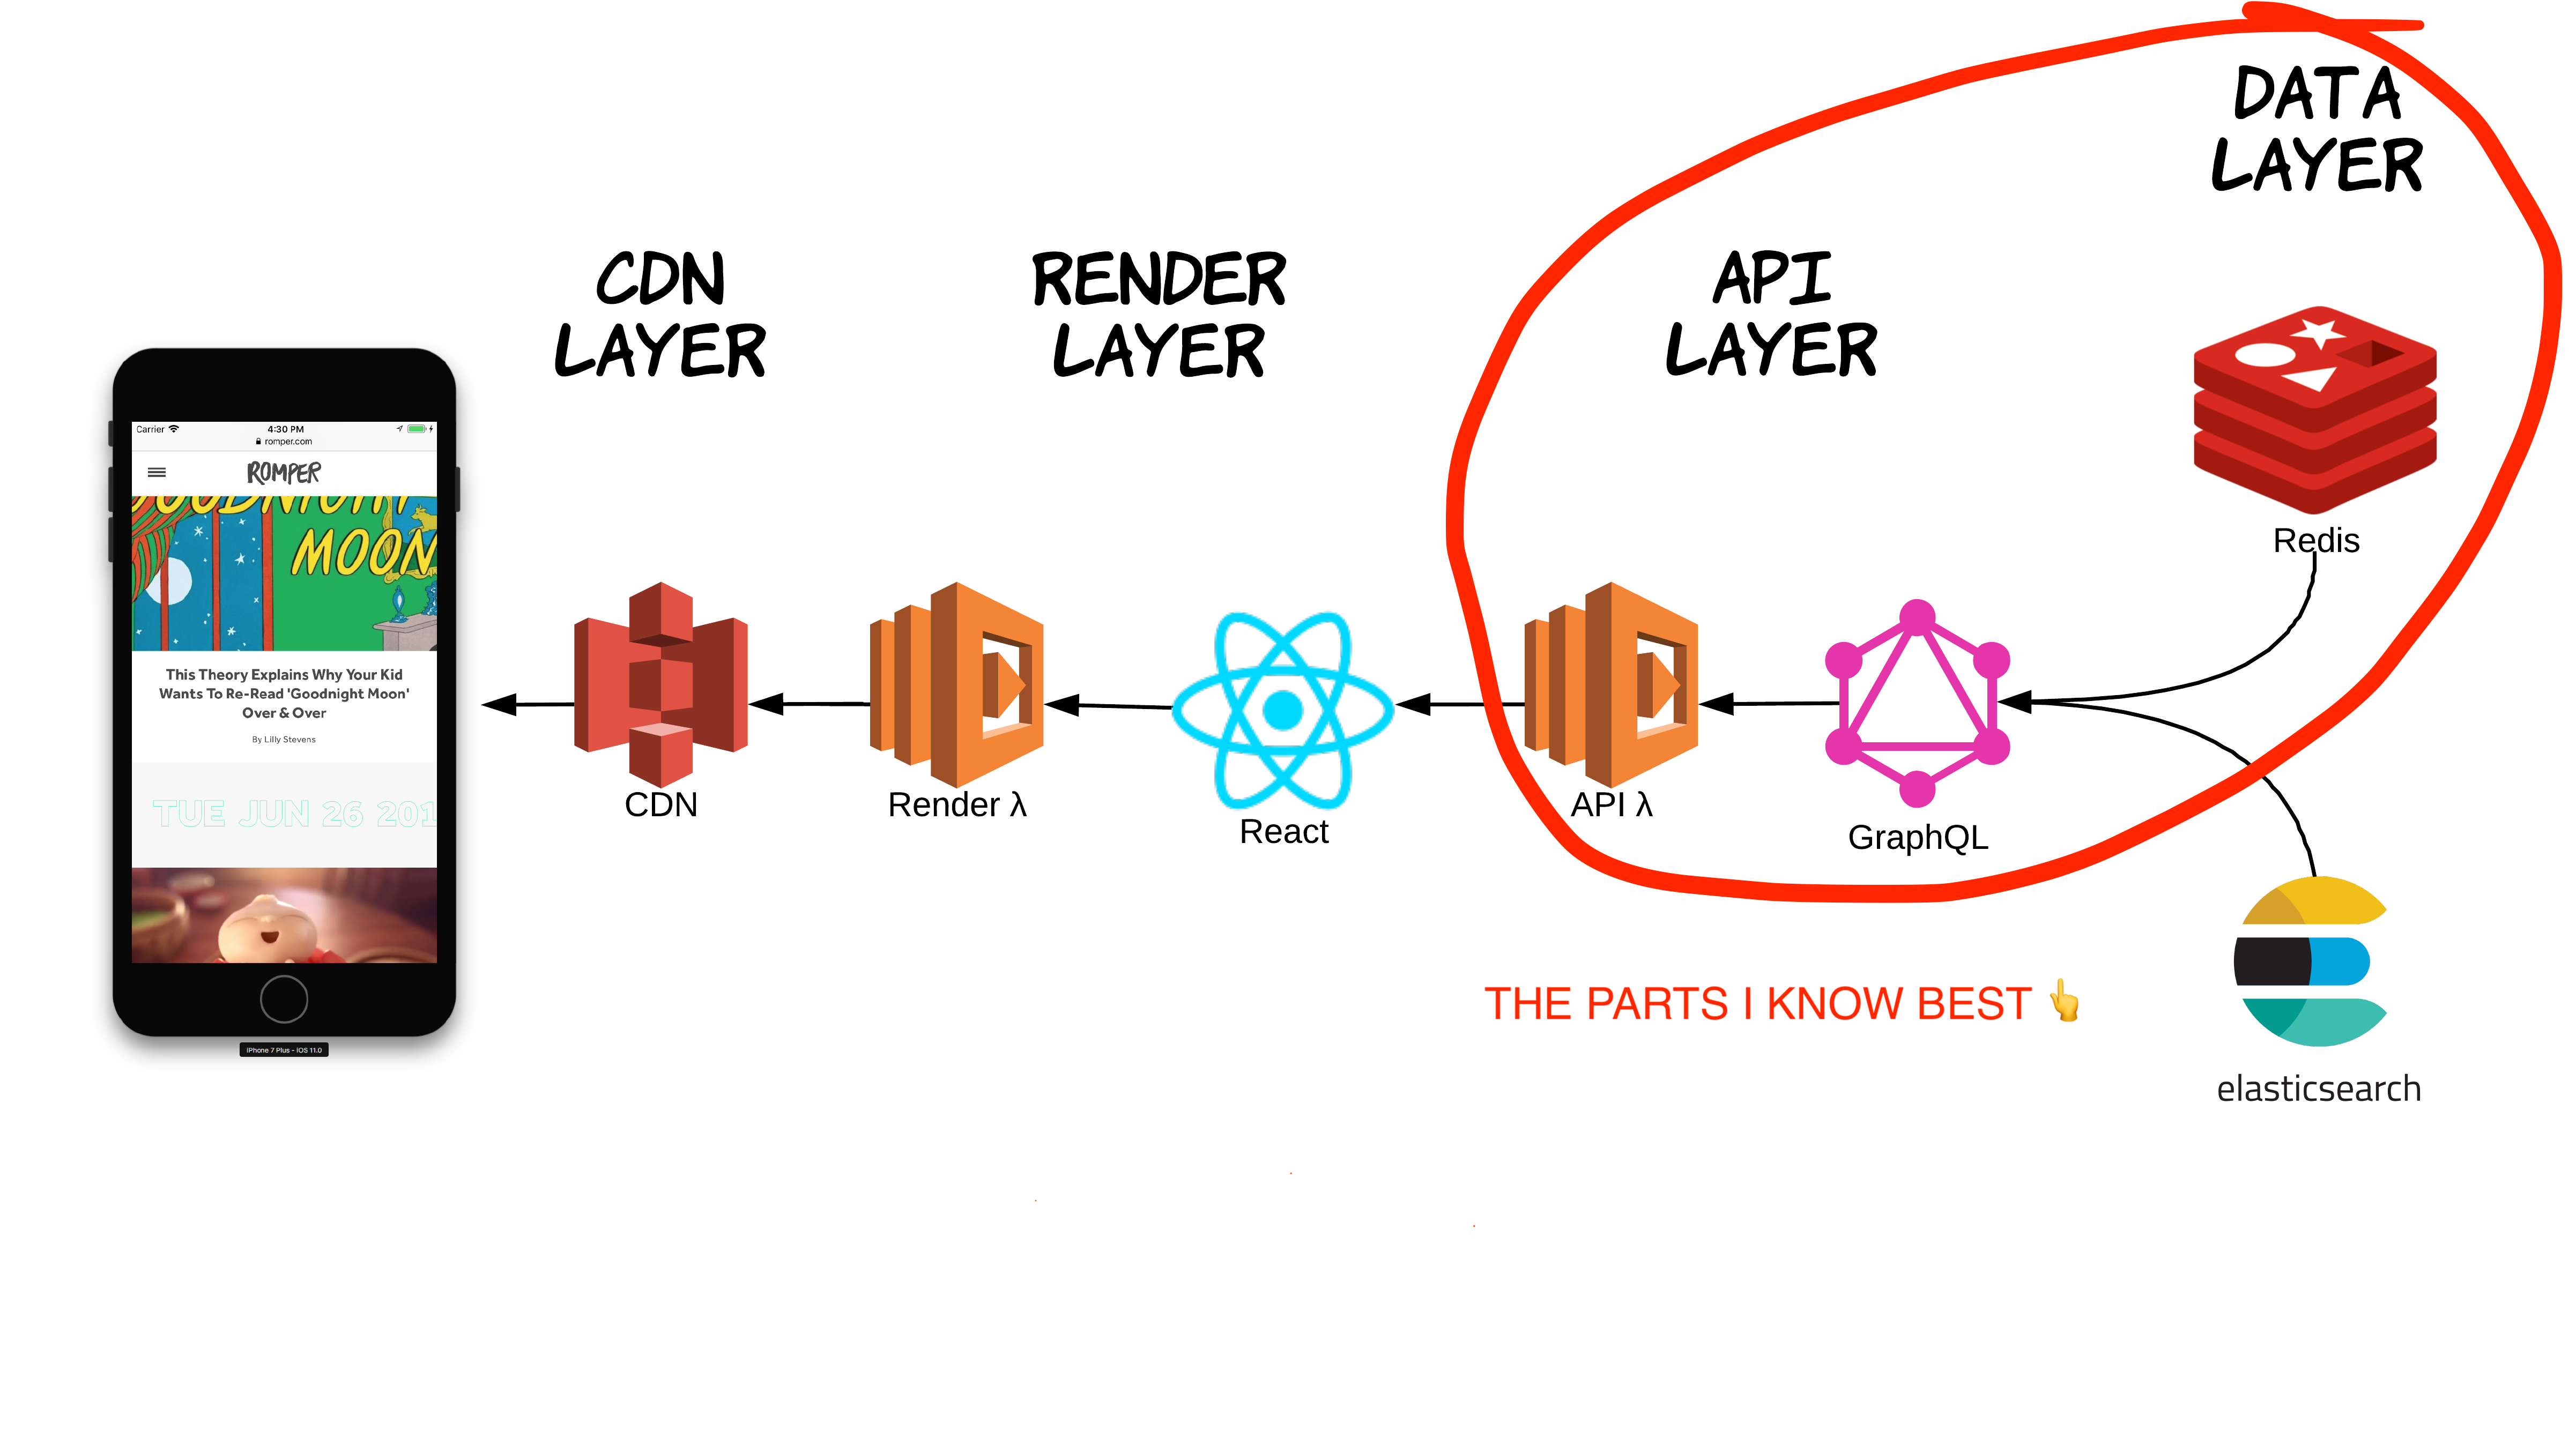 DATA
LAYER
CDN
LAYER
RENDER
LAYER
API
LAYER
Carrier
4:30 PM
romper.com
ROMPER
GOODNIGHT
MOON
This Theory Explains Why Your Kid
Wants To Re-Read 'Goodnight Moon'
Over & Over
By Lilly Stevens
TUE JUN 26 201
iPhone 7 Plus - iOS 11.0
CDN
Render λ
React
API λ
GraphQL
Redis
THE PARTS I KNOW BEST 👆
elasticsearch